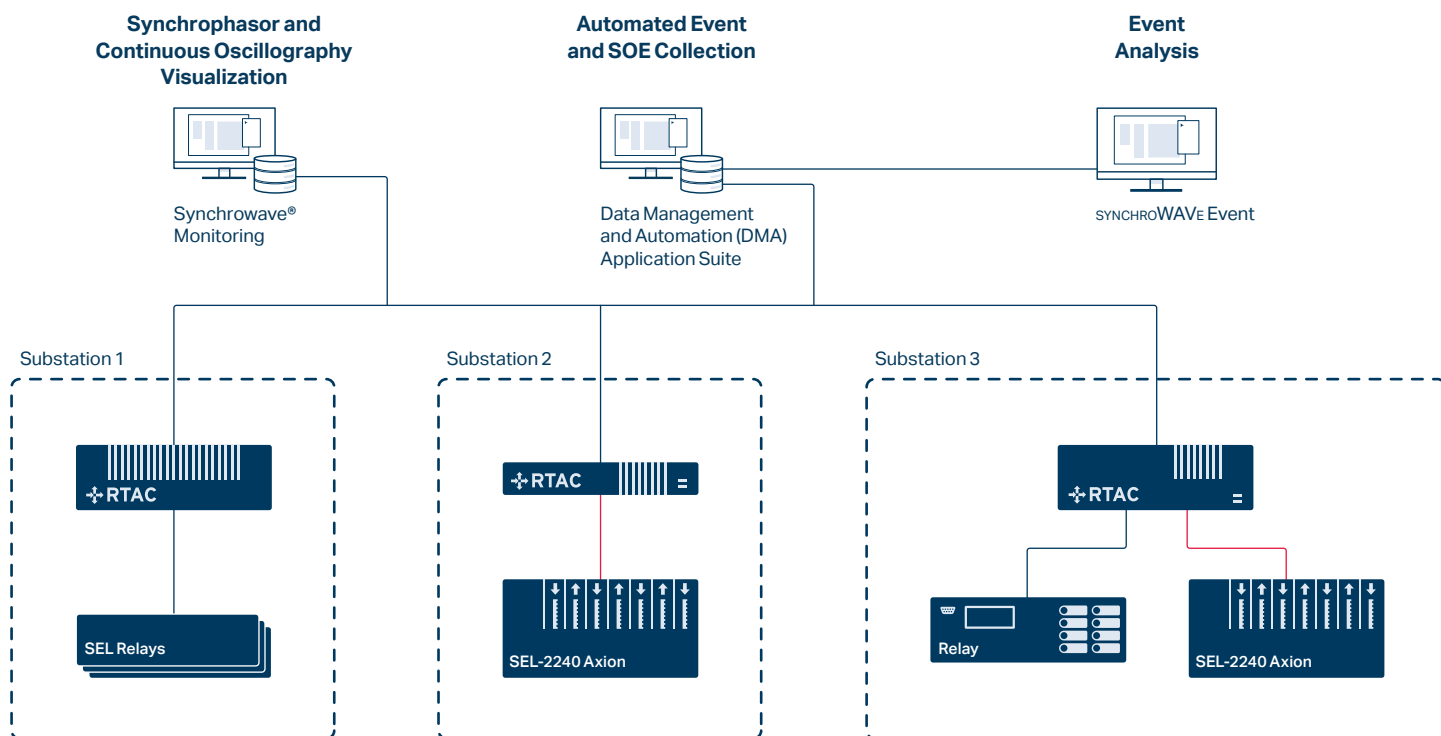 Synchrophasor and
Continuous Oscillography
Visualization
Automated Event
and SOE Collection
Event
Analysis
Synchrowave®
Monitoring
Data Management
and Automation (DMA)
Application Suite
SYNCHROWAVE Event
Substation 1
Substation 2
Substation 3
RTAC
RTAC
RTAC
SEL Relays
SEL-2240 Axion
Relay
SEL-2240 Axion